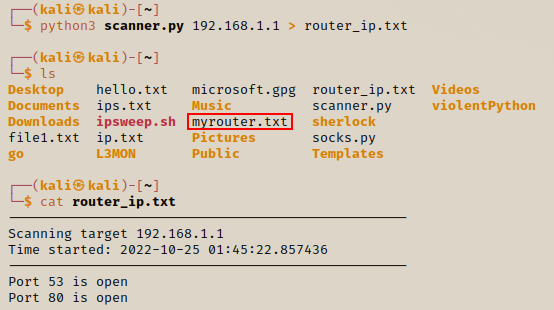 ┌──(kali㉿kali)-[~]
└─$ python3 scanner.py 192.168.1.1 > router_ip.txt
┌──(kali㉿kali)-[~]
└─$ ls
Desktop hello.txt microsoft.gpg router_ip.txt Videos
Documents ips.txt Music scanner.py violentPython
Downloads ipsweep.sh myrouter.txt sherlock
file1.txt ip.txt Pictures socks.py
go L3MON Public Templates
┌──(kali㉿kali)-[~]
└─$ cat router_ip.txt
--------------------------------------------------
Scanning target 192.168.1.1
Time started: 2022-10-25 01:45:22.857436
--------------------------------------------------
Port 53 is open
Port 80 is open